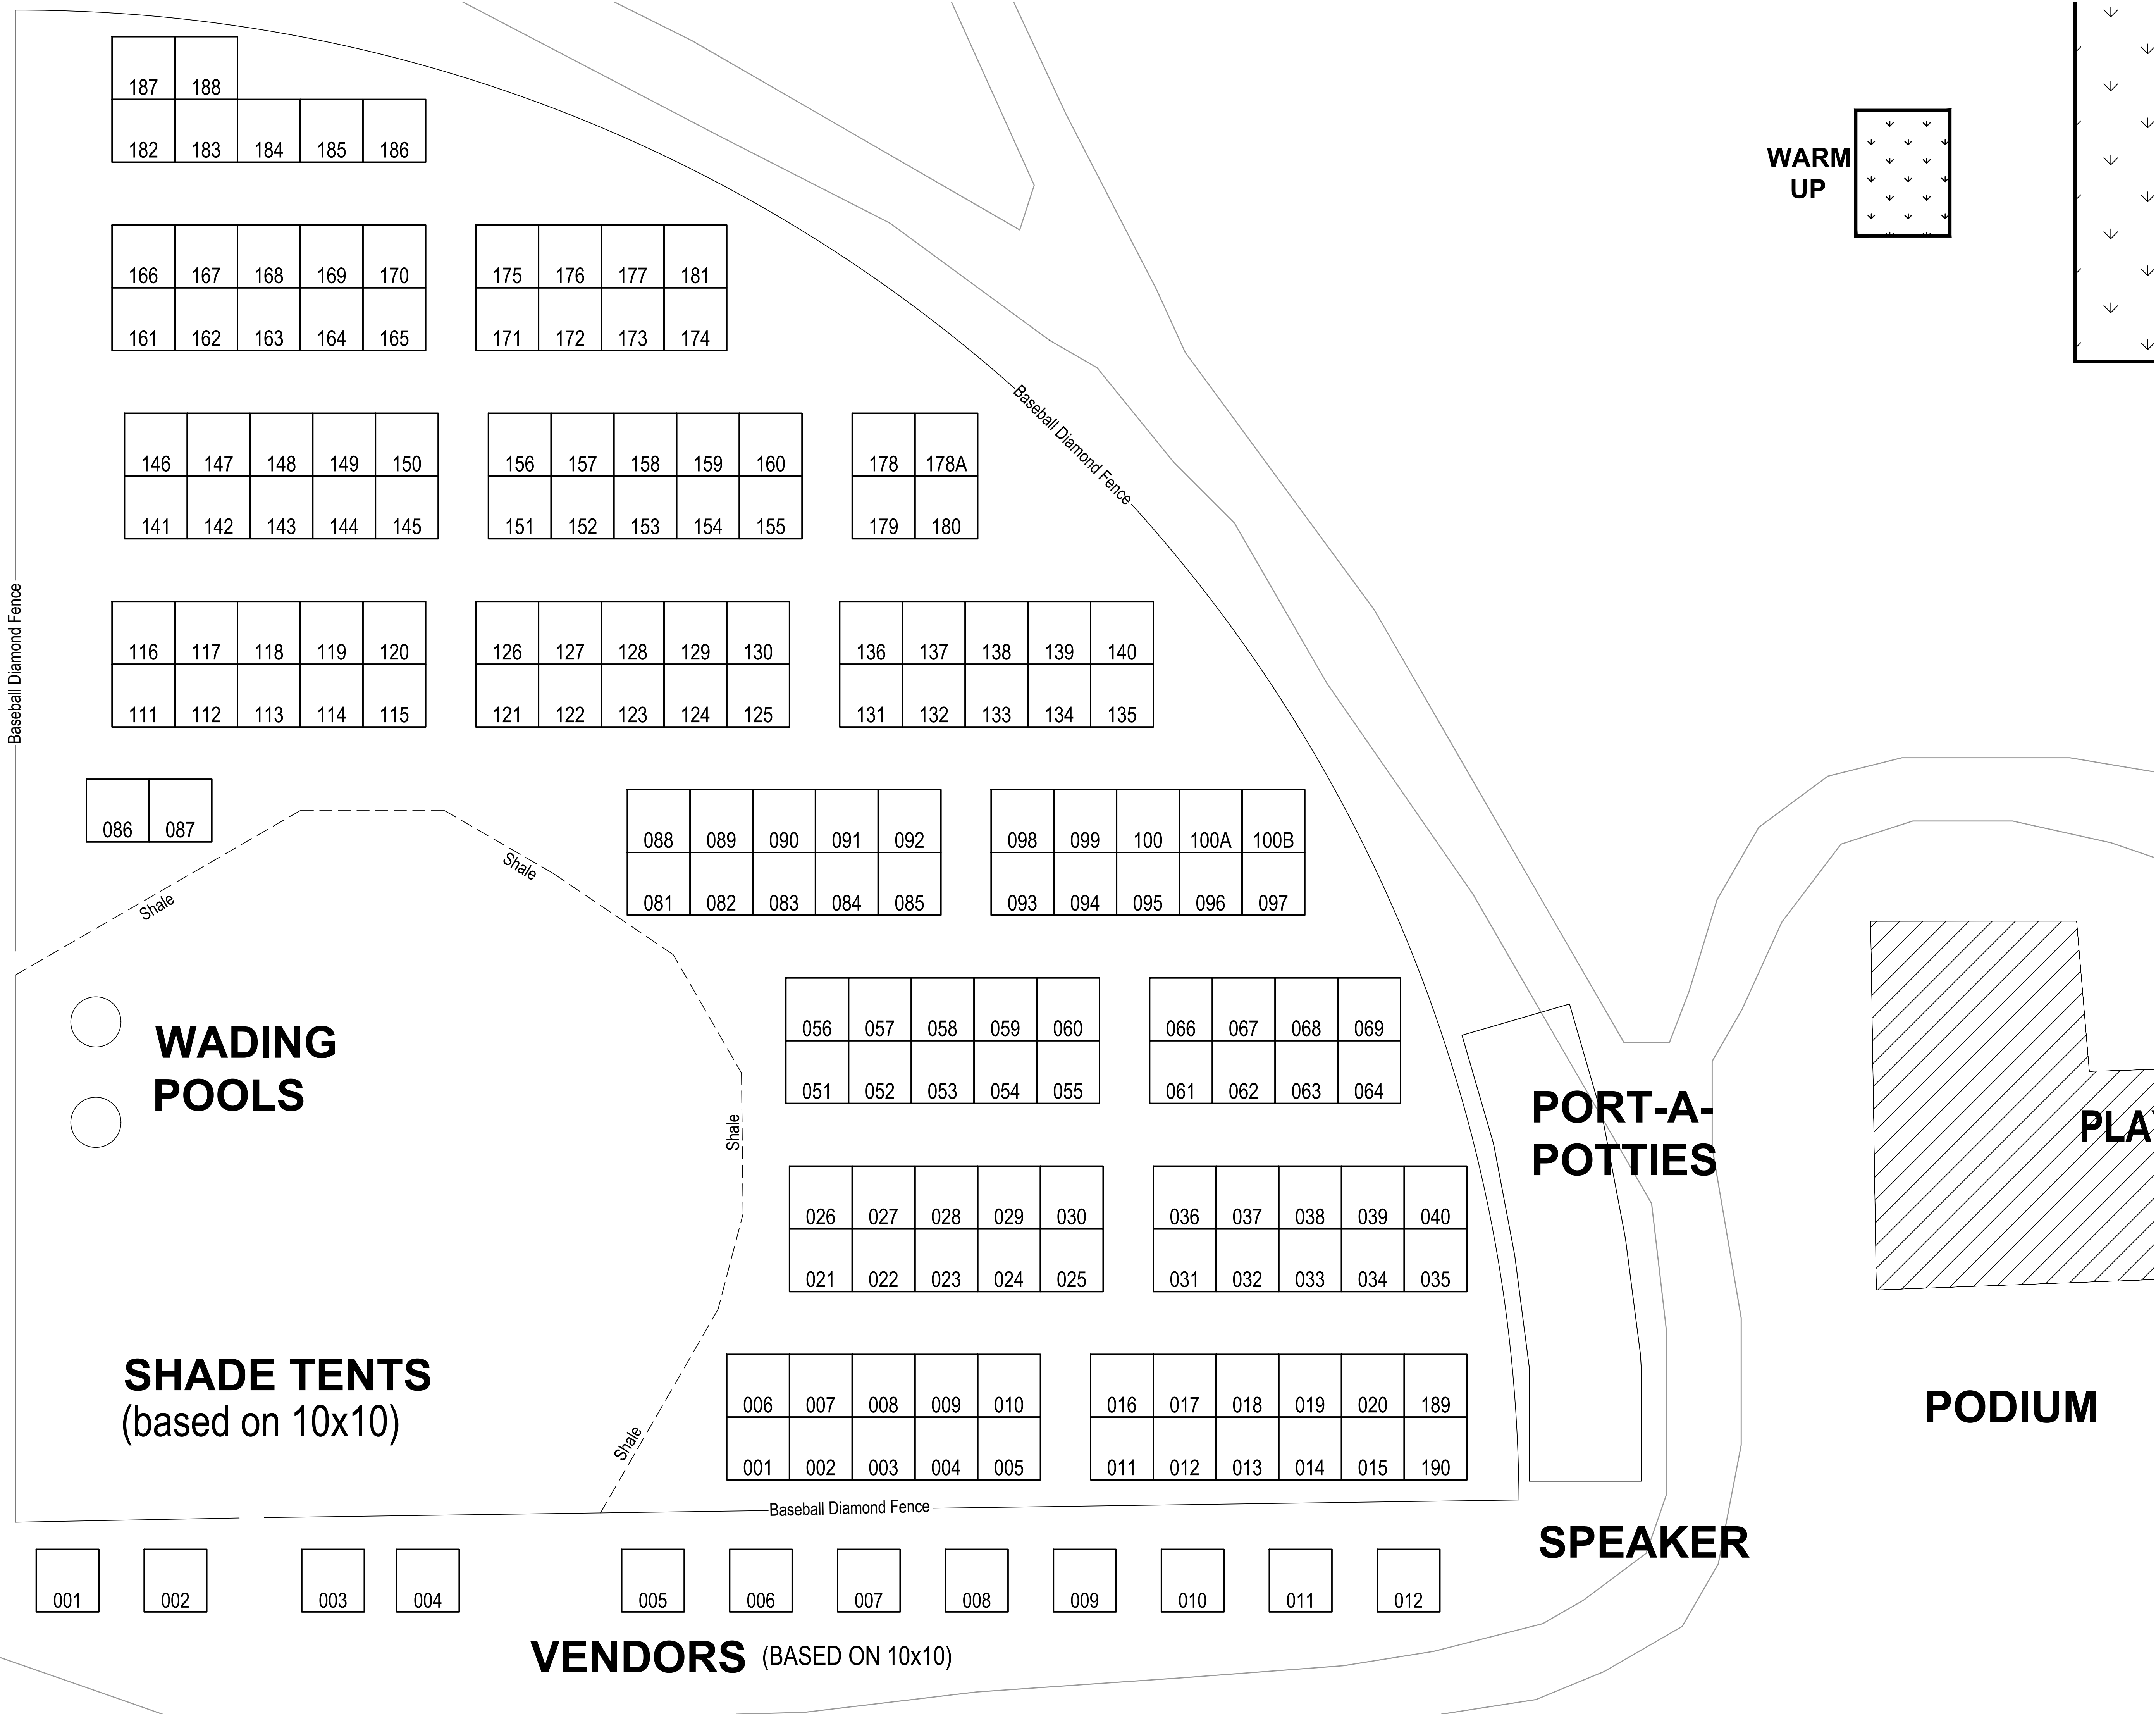 187 188
182 183 184 185 186
WARM
UP
166 167 168 169 170 175 176 177 181
161 162 163 164 165 171 172 173 174
Baseball Diamond Fence
146 147 148 149 150 156 157 158 159 160 178 178A
141 142 143 144 145 151 152 153 154 155 179 180
Baseball Diamond Fence
116 117 118 119 120 126 127 128 129 130 136 137 138 139 140
111 112 113 114 115 121 122 123 124 125 131 132 133 134 135
086 087 088 089 090 091 092 098 099 100 100A 100B
Shale
Shale
081 082 083 084 085 093 094 095 096 097
WADING
POOLS
056 057 058 059 060 066 067 068 069
051 052 053 054 055 061 062 063 064
Shale
PORT-A-
POTTIES
PLAY
026 027 028 029 030 036 037 038 039 040
021 022 023 024 025 031 032 033 034 035
SHADE TENTS
(based on 10x10)
006 007 008 009 010 016 017 018 019 020 189
PODIUM
Shale
001 002 003 004 005 011 012 013 014 015 190
Baseball Diamond Fence
SPEAKER
001 002 003 004 005 006 007 008 009 010 011 012
VENDORS (BASED ON 10x10)